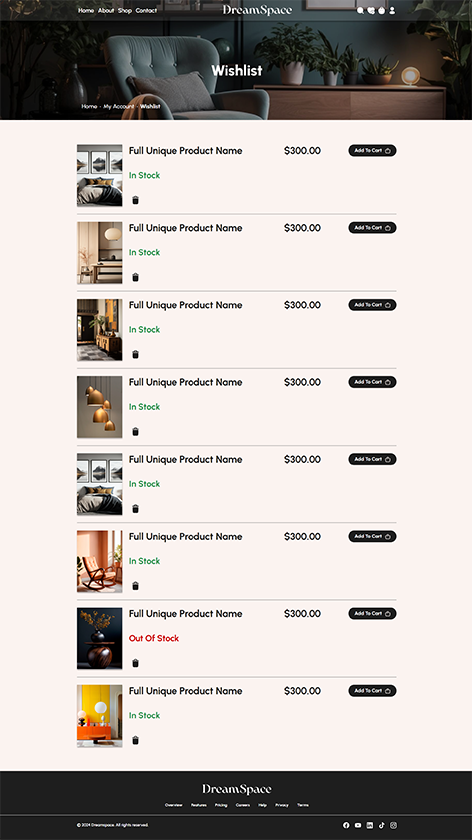 Home About Shop Contact DreamSpace
Wishlist
Home - My Account - Wishlist
Full Unique Product Name $300.00 Add To Cart
In Stock
Full Unique Product Name $300.00 Add To Cart
In Stock
Full Unique Product Name $300.00 Add To Cart
In Stock
Full Unique Product Name $300.00 Add To Cart
In Stock
Full Unique Product Name $300.00 Add To Cart
In Stock
Full Unique Product Name $300.00 Add To Cart
In Stock
Full Unique Product Name $300.00 Add To Cart
Out Of Stock
Full Unique Product Name $300.00 Add To Cart
In Stock
DreamSpace
Overview Features Pricing Careers Help Privacy Terms
© 2024 Dreamspace. All rights reserved.